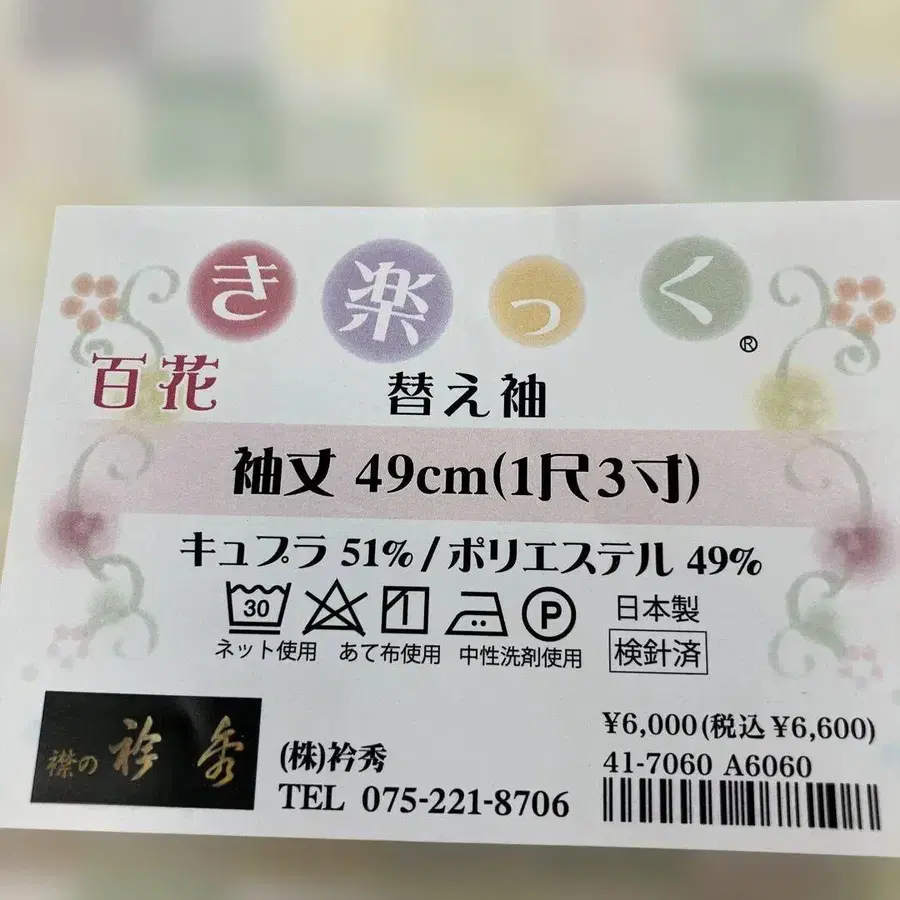 き楽っく
®
百花
替え袖
袖丈 49cm(1尺3寸)
キュプラ 51% / ポリエステル 49%
30 P 日本製
ネット使用 あて布使用 中性洗剤使用 検針済
襟の 衿秀
(株)衿秀
TEL 075-221-8706
¥6,000(税込 ¥6,600)
41-7060 A6060